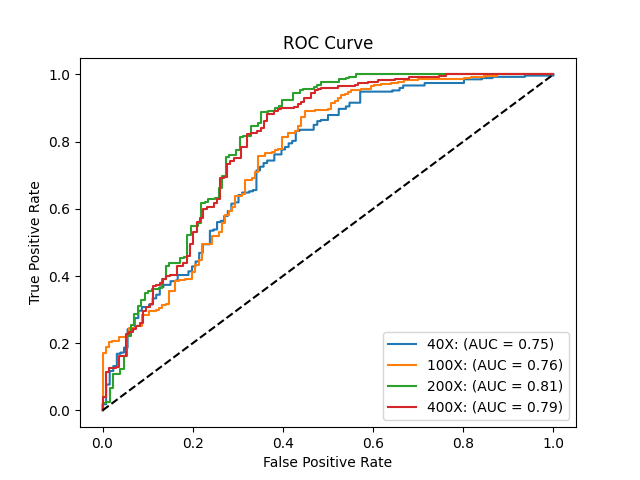 ROC Curve
True Positive Rate
1.0
0.8
0.6
0.4
0.2
0.0
0.0 0.2 0.4 0.6 0.8 1.0
False Positive Rate
40X: (AUC = 0.75)
100X: (AUC = 0.76)
200X: (AUC = 0.81)
400X: (AUC = 0.79)